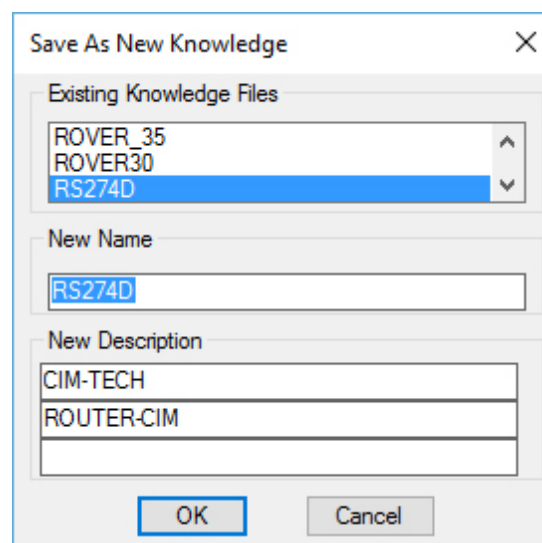 Save As New Knowledge
Existing Knowledge Files
ROVER_35
ROVER30
RS274D
New Name
RS274D
New Description
CIM-TECH
ROUTER-CIM
OK Cancel